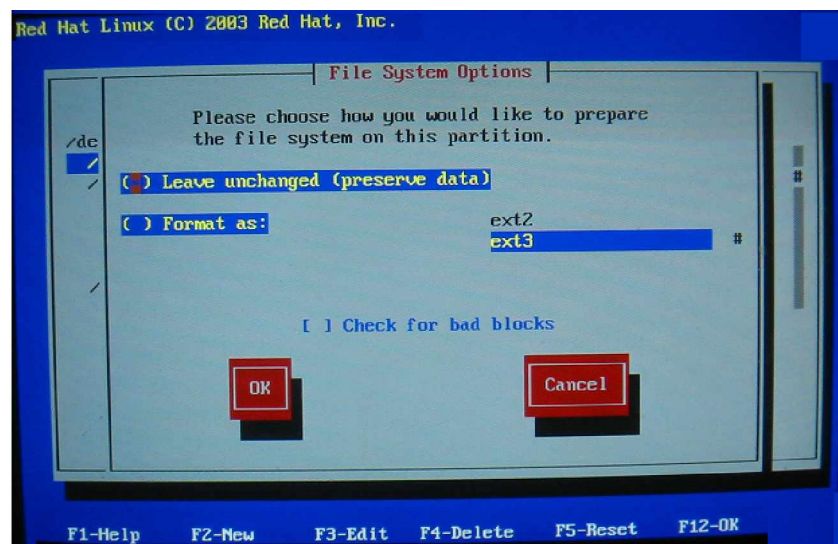 Red Hat Linux (C) 2003 Red Hat, Inc.
File System Options
Please choose how you would like to prepare
the file system on this partition.
/de
/
/
(*) Leave unchanged (preserve data)
#
( ) Format as:
ext2
ext3
#
/
[ ] Check for bad blocks
OK
Cancel
F1-Help F2-New F3-Edit F4-Delete F5-Reset F12-OK